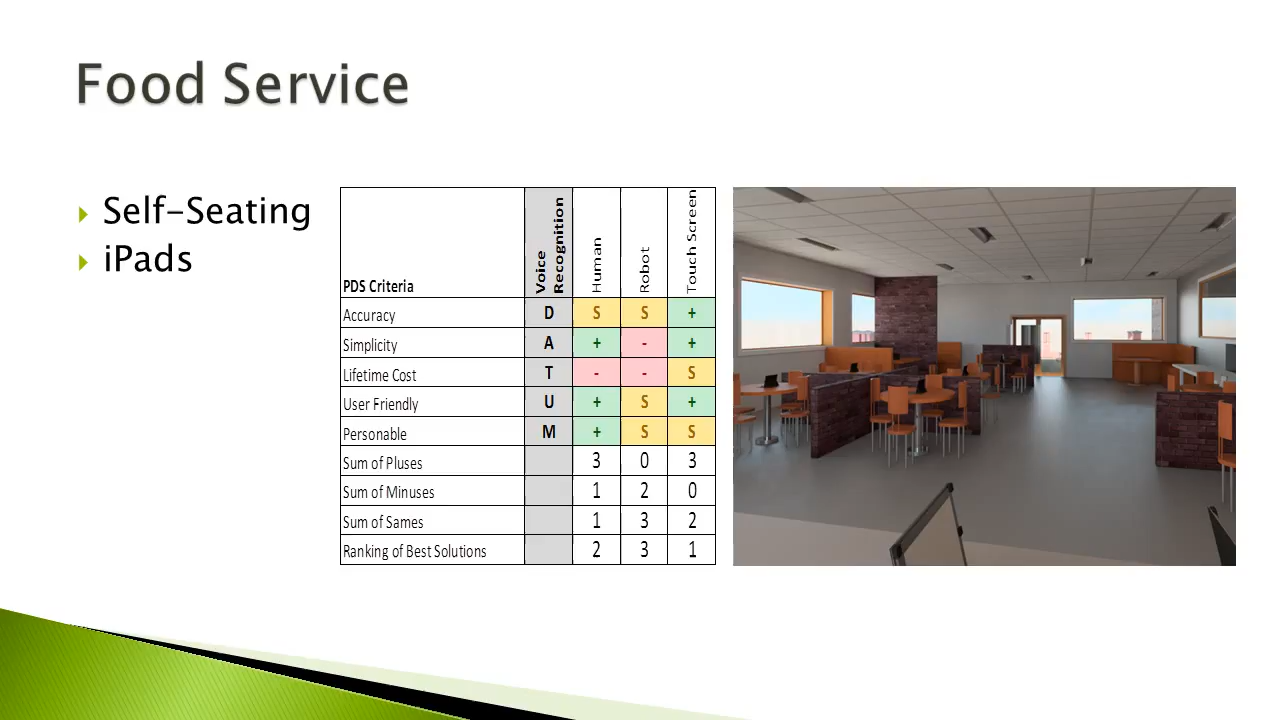 Food Service
Self-Seating
iPads
PDS Criteria Voice Recognition Human Robot Touch Screen
Accuracy D S S +
Simplicity A + - +
Lifetime Cost T - - S
User Friendly U + S +
Personable M + S S
Sum of Pluses 3 0 3
Sum of Minuses 1 2 0
Sum of Sames 1 3 2
Ranking of Best Solutions 2 3 1